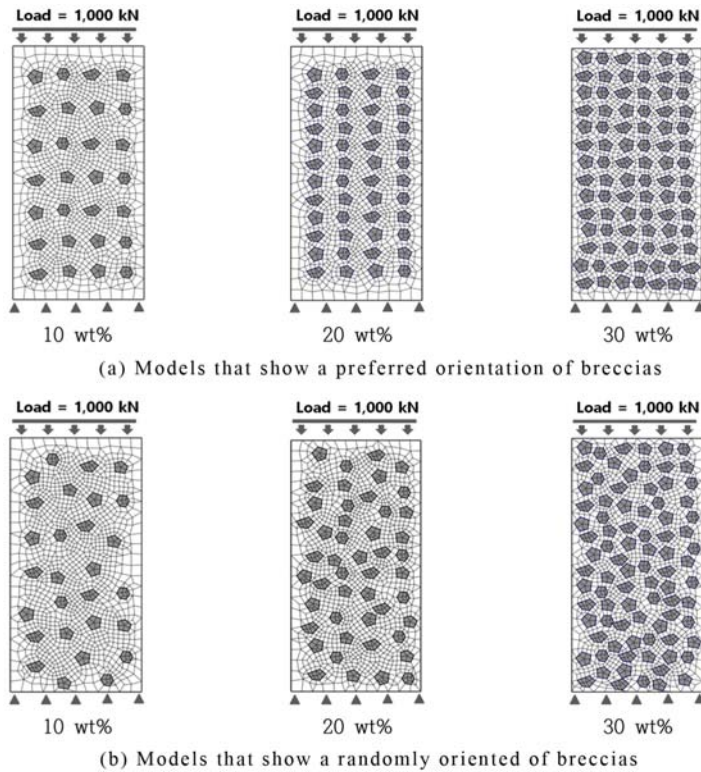 Load = 1,000 kN Load = 1,000 kN Load = 1,000 kN
10 wt% 20 wt% 30 wt%
(a) Models that show a preferred orientation of breccias
Load = 1,000 kN Load = 1,000 kN Load = 1,000 kN
10 wt% 20 wt% 30 wt%
(b) Models that show a randomly oriented of breccias